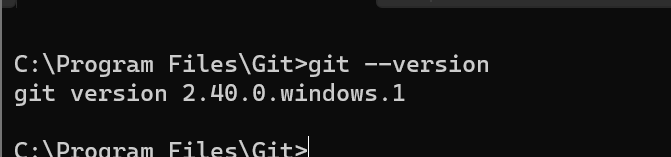 C:\Program Files\Git>git --version
git version 2.40.0.windows.1
C:\Program Files\Git>